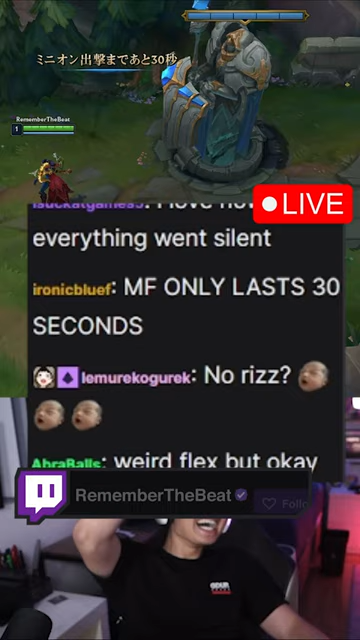 ミニオン出撃まであと30秒
RememberTheBeat
1
LIVE
everything went silent
ironicbluef: MF ONLY LASTS 30
SECONDS
lemurekogurek: No rizz?
AbraBalls: weird flex but okay
RememberTheBeat